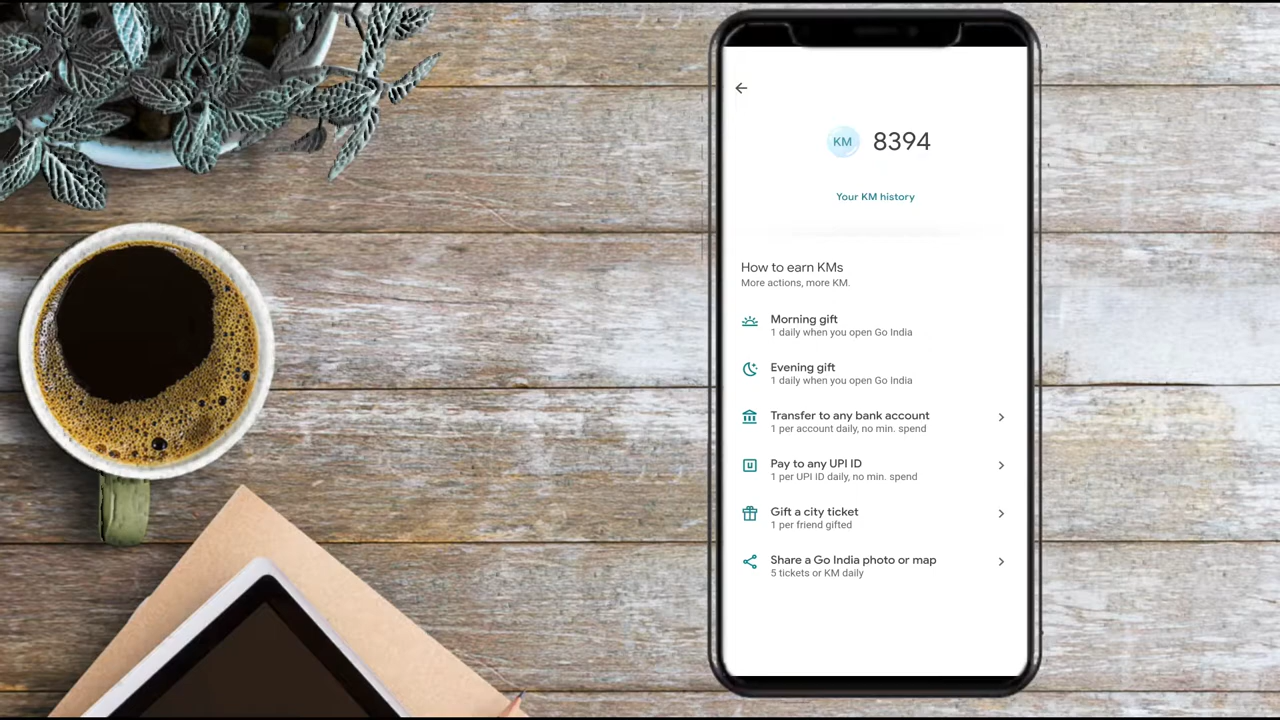 KM 8394
Your KM history
How to earn KMs
More actions, more KM.
Morning gift
1 daily when you open Go India
Evening gift
1 daily when you open Go India
Transfer to any bank account
1 per account daily, no min. spend
Pay to any UPI ID
1 per UPI ID daily, no min. spend
Gift a city ticket
1 per friend gifted
Share a Go India photo or map
5 tickets or KM daily